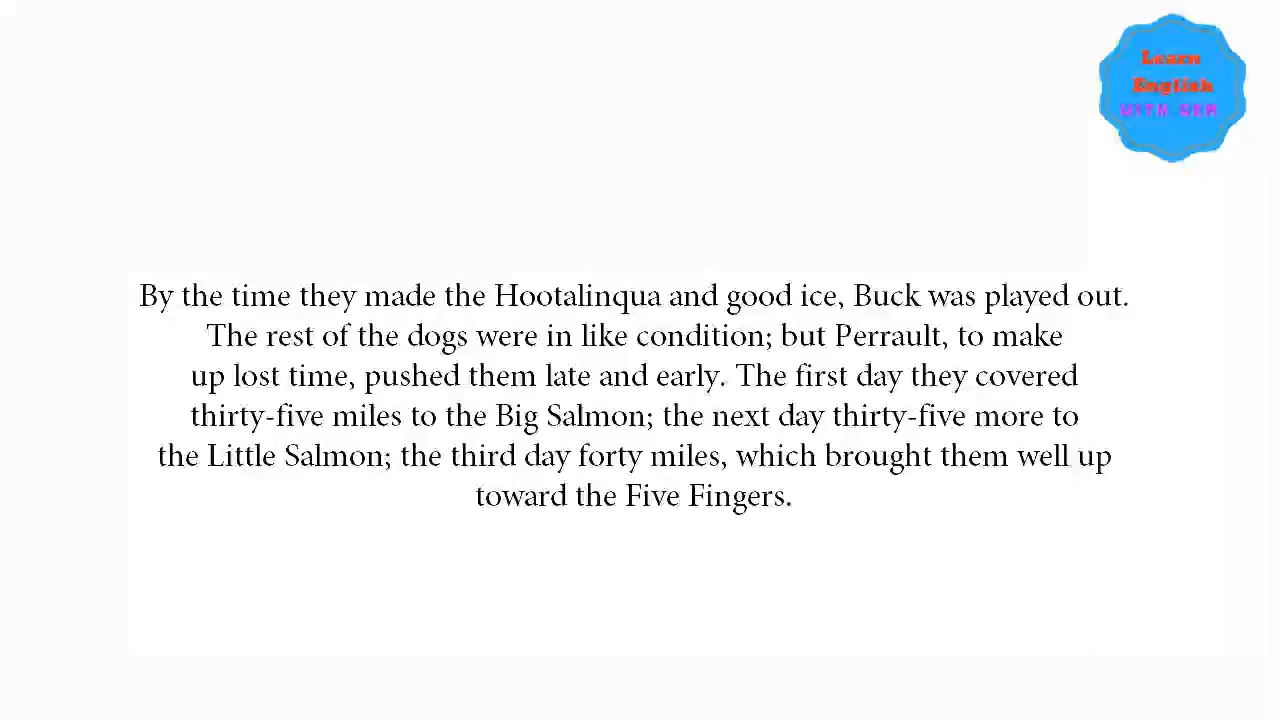 Learn
English
WITH GEM
By the time they made the Hootalinqua and good ice, Buck was played out.
The rest of the dogs were in like condition; but Perrault, to make
up lost time, pushed them late and early. The first day they covered
thirty-five miles to the Big Salmon; the next day thirty-five more to
the Little Salmon; the third day forty miles, which brought them well up
toward the Five Fingers.